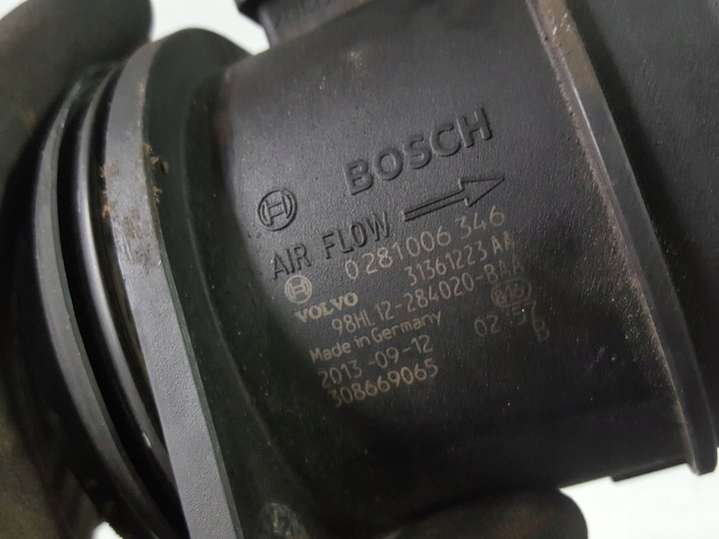 BOSCH
AIR FLOW
0 281 006 346
31361223 AA
VOLVO
98HL12-284020-BAA
Made in Germany
2013-09-12
308669065